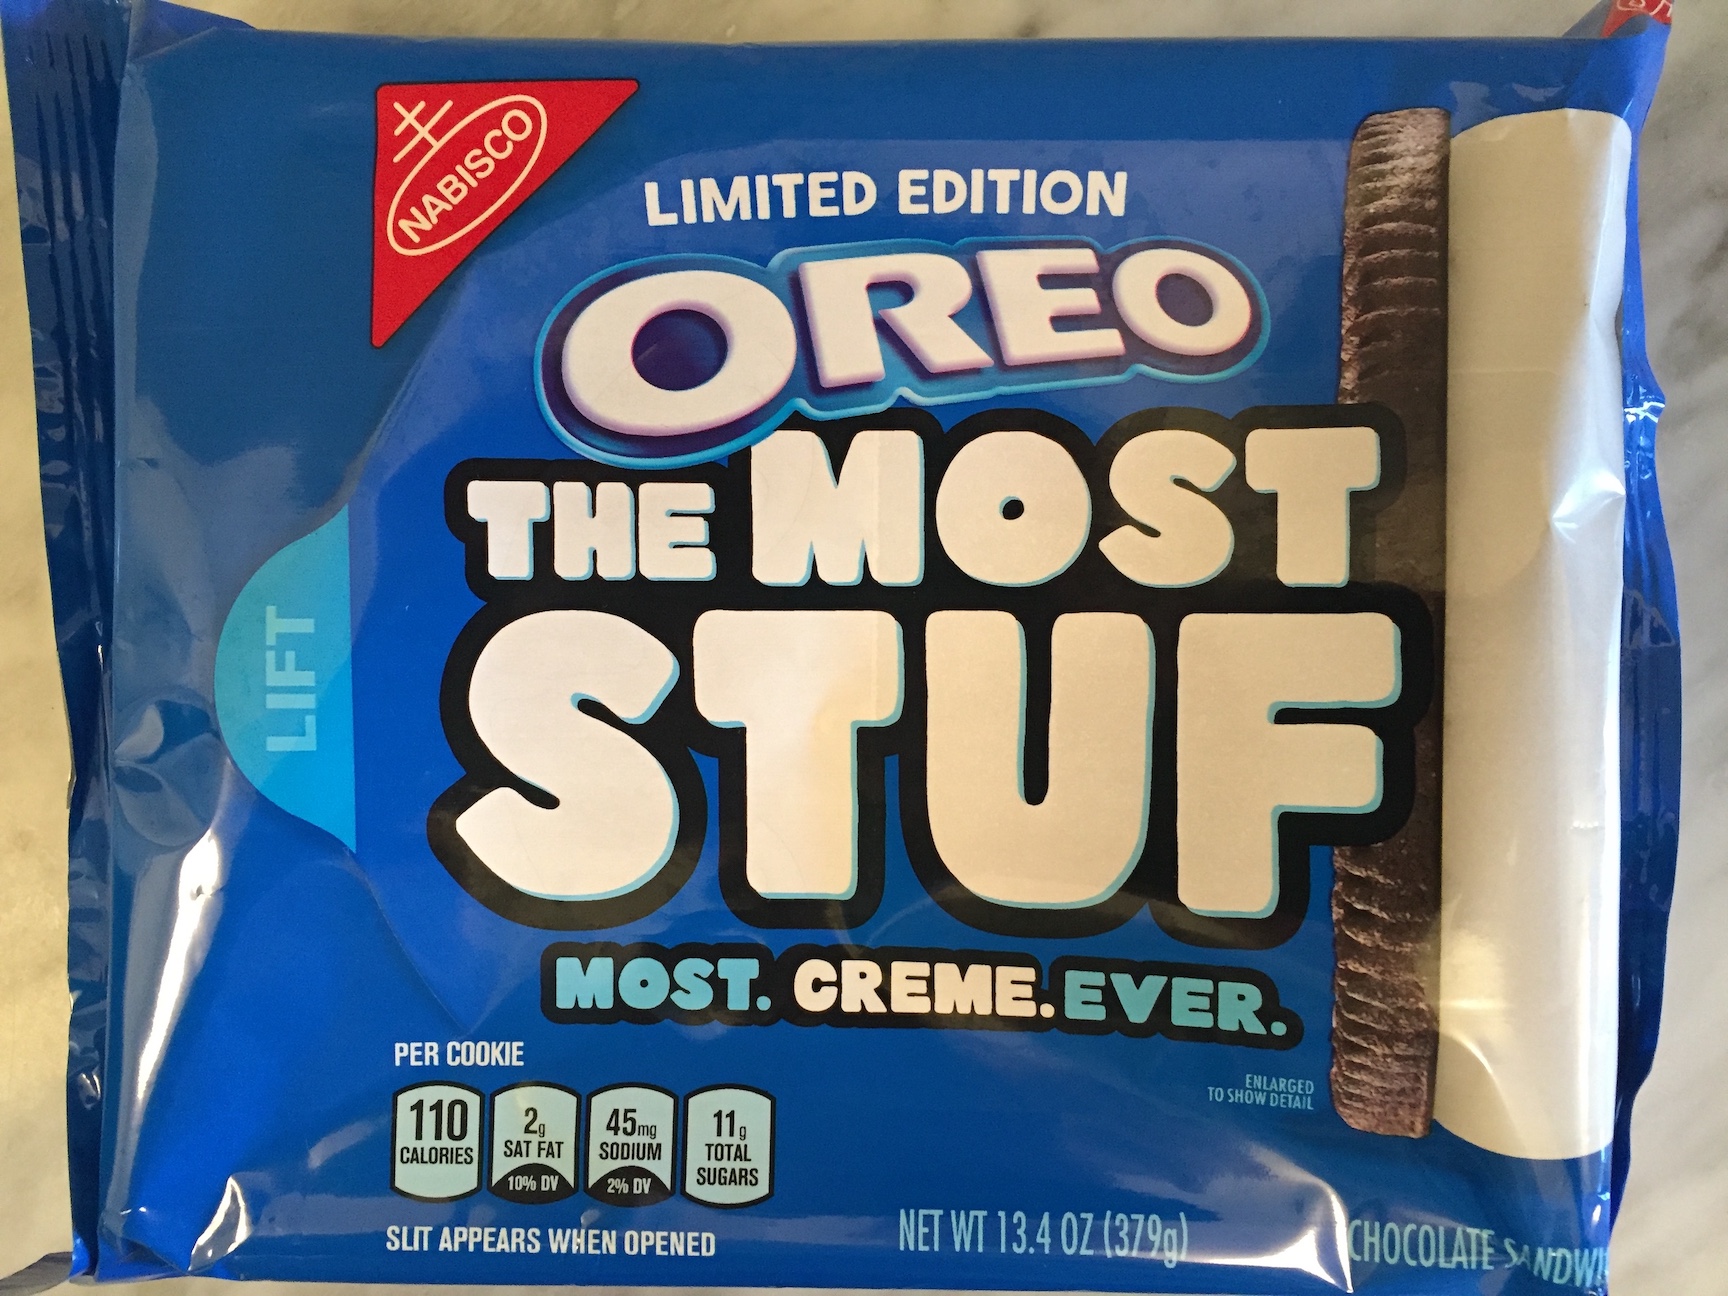 NABISCO
LIMITED EDITION
OREO
THE MOST
STUF
MOST. CREME. EVER.
LIFT
PER COOKIE
110
CALORIES
2g
SAT FAT
10% DV
45mg
SODIUM
2% DV
11g
TOTAL
SUGARS
ENLARGED
TO SHOW DETAIL
SLIT APPEARS WHEN OPENED
NET WT 13.4 OZ (379g)
CHOCOLATE